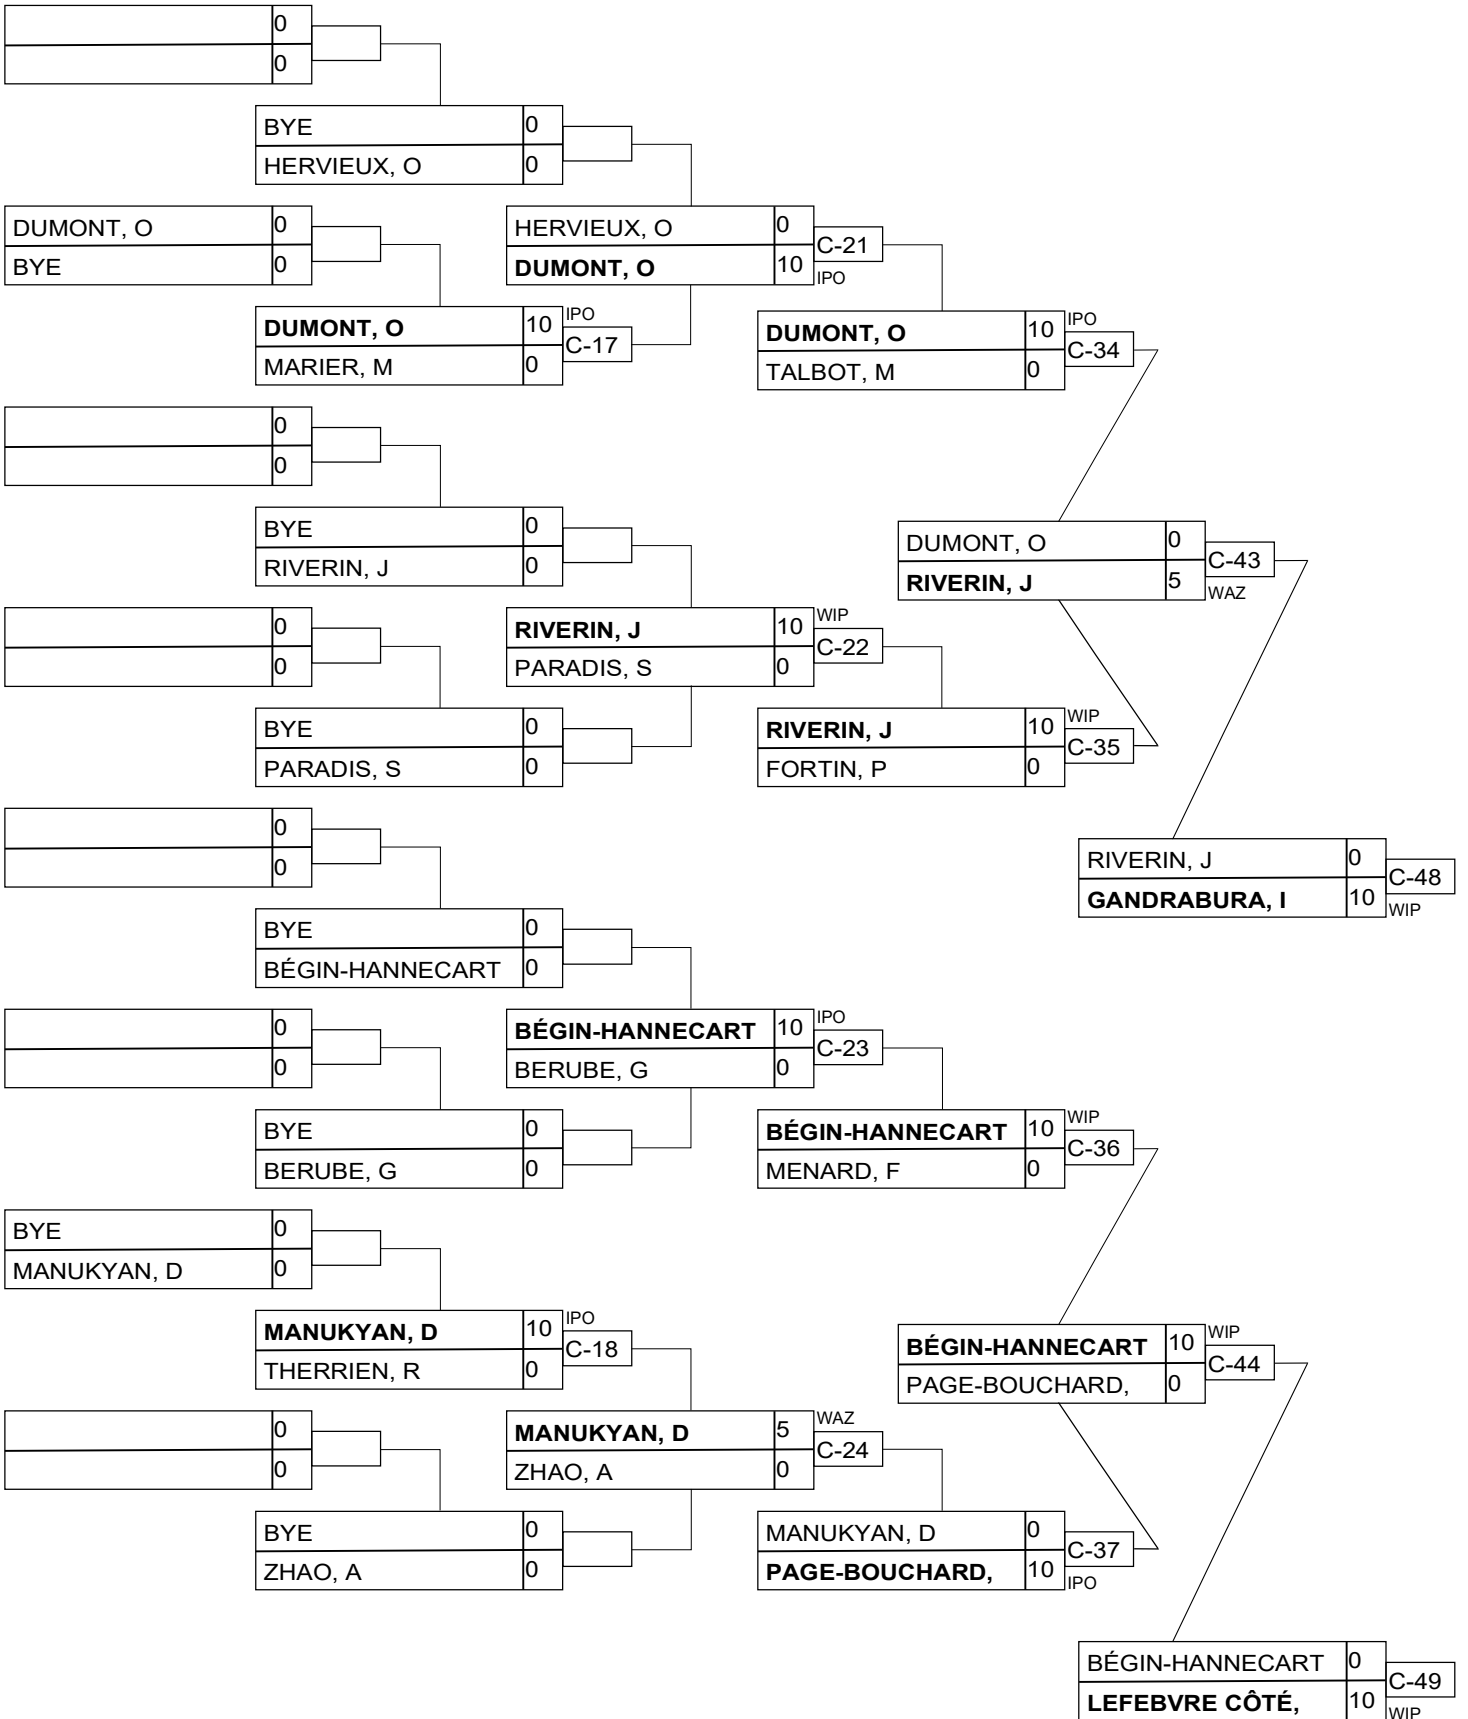 0
0
BYE 0
HERVIEUX, O 0
DUMONT, O 0
BYE 0
HERVIEUX, O 0
C-21
DUMONT, O 10
IPO
DUMONT, O 10 IPO
C-17
MARIER, M 0
DUMONT, O 10 IPO
C-34
TALBOT, M 0
0
0
BYE 0
RIVERIN, J 0
DUMONT, O 0
C-43
RIVERIN, J 5
WAZ
0
0
RIVERIN, J 10 WIP
C-22
PARADIS, S 0
BYE 0
PARADIS, S 0
RIVERIN, J 10 WIP
C-35
FORTIN, P 0
0
0
RIVERIN, J 0
C-48
GANDRABURA, I 10
WIP
BYE 0
BÉGIN-HANNECART 0
0
0
BÉGIN-HANNECART 10 IPO
C-23
BERUBE, G 0
BYE 0
BERUBE, G 0
BÉGIN-HANNECART 10 WIP
C-36
MENARD, F 0
BYE 0
MANUKYAN, D 0
MANUKYAN, D 10 IPO
C-18
THERRIEN, R 0
BÉGIN-HANNECART 10 WIP
C-44
PAGE-BOUCHARD, 0
0
0
MANUKYAN, D 5 WAZ
C-24
ZHAO, A 0
BYE 0
ZHAO, A 0
MANUKYAN, D 0
C-37
PAGE-BOUCHARD, 10
IPO
BÉGIN-HANNECART 0
C-49
LEFEBVRE CÔTÉ, 10
WIP